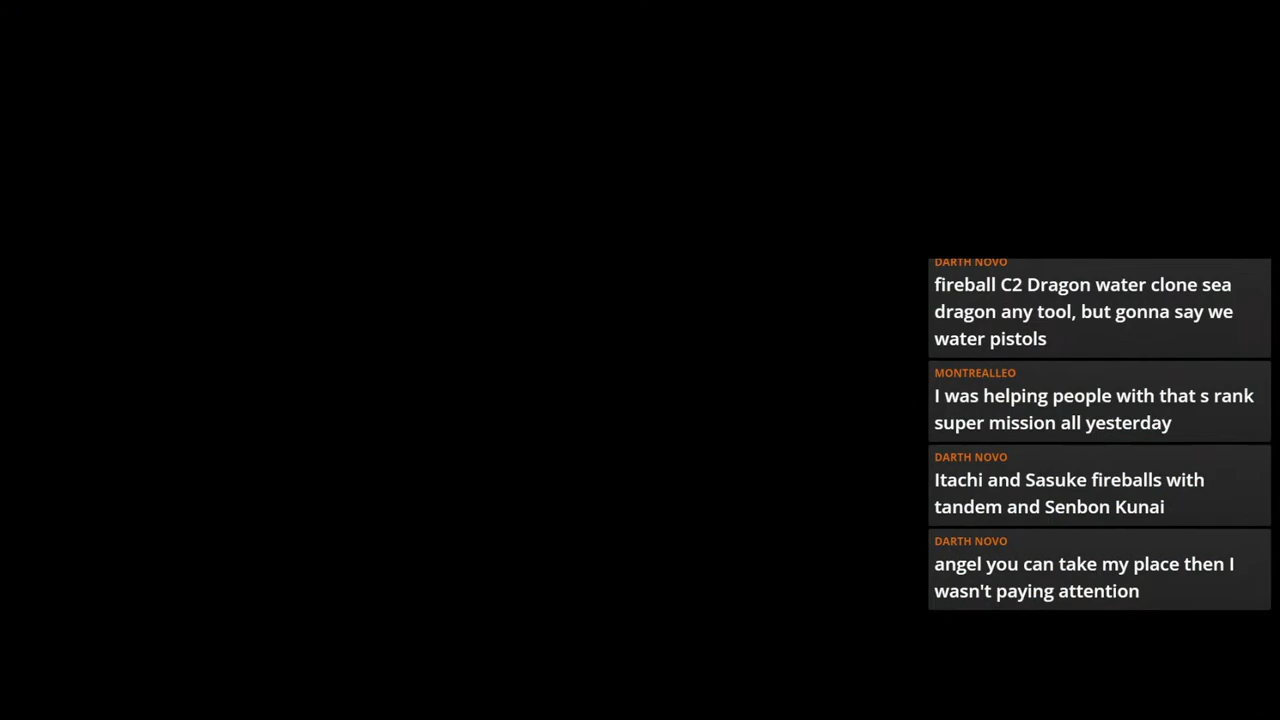 DARTH NOVO
fireball C2 Dragon water clone sea
dragon any tool, but gonna say we
water pistols
MONTREALLEO
I was helping people with that s rank
super mission all yesterday
DARTH NOVO
Itachi and Sasuke fireballs with
tandem and Senbon Kunai
DARTH NOVO
angel you can take my place then I
wasn't paying attention